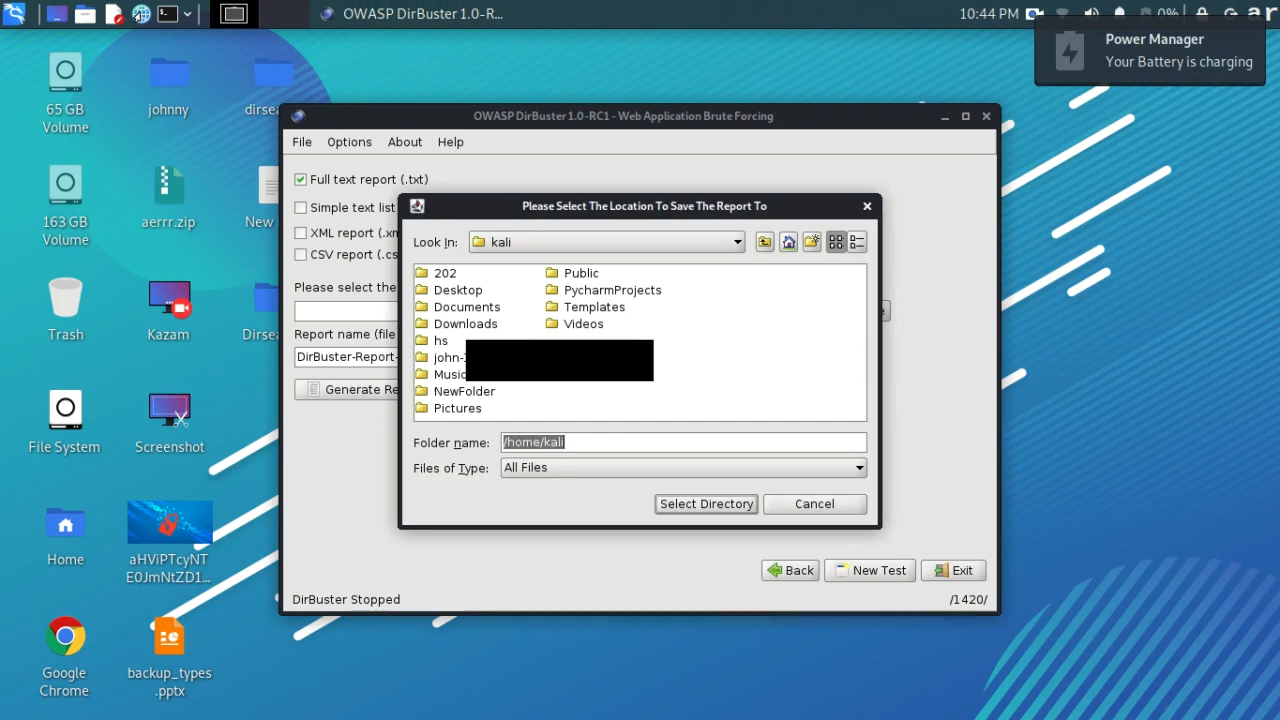 OWASP DirBuster 1.0-R...
10:44 PM
0%
Power Manager
Your Battery is charging
65 GB
Volume
johnny
dirsea
163 GB
Volume
aerrr.zip
New
Trash
Kazam
Dirsea
File System
Screenshot
Home
aHViPTcyNT
E0JmNtZD1...
Google
Chrome
backup_types
.pptx
OWASP DirBuster 1.0-RC1 - Web Application Brute Forcing
File Options About Help
Full text report (.txt)
Simple text list
XML report (.xm
CSV report (.cs
Please select the
Report name (file
DirBuster-Report-
Generate Re
Please Select The Location To Save The Report To
Look In: kali
202
Desktop
Documents
Downloads
hs
john-
Music
NewFolder
Pictures
Public
PycharmProjects
Templates
Videos
Folder name: /home/kali
Files of Type: All Files
Select Directory Cancel
Back New Test Exit
DirBuster Stopped /1420/